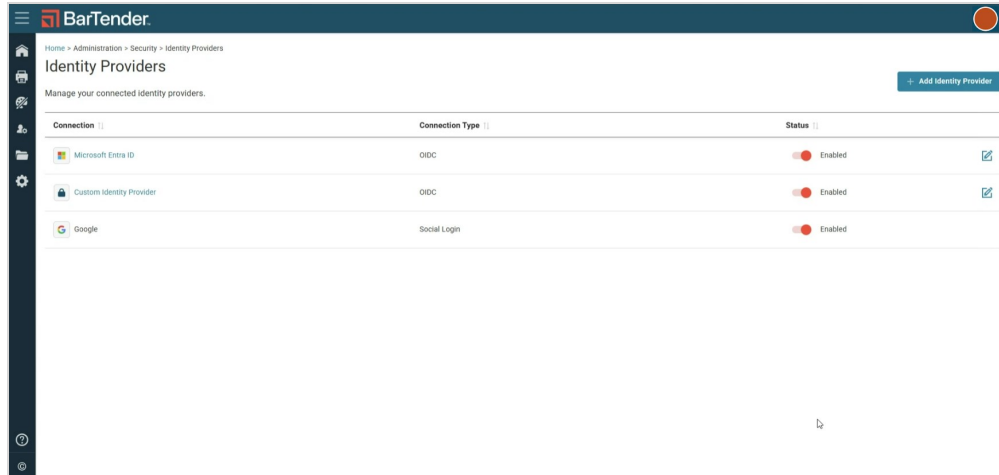 BarTender.
Home > Administration > Security > Identity Providers
Identity Providers
Manage your connected identity providers.
+ Add Identity Provider
Connection Connection Type Status
Microsoft Entra ID OIDC Enabled
Custom Identity Provider OIDC Enabled
Google Social Login Enabled